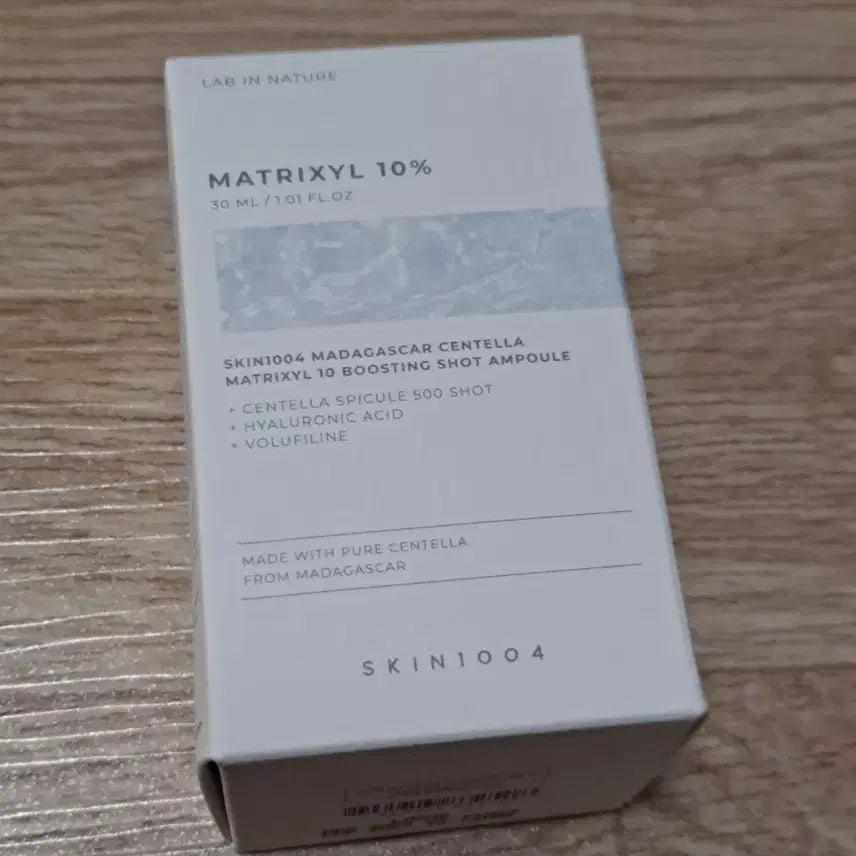 LAB IN NATURE
MATRIXYL 10%
30 ML / 1.01 FL.OZ
SKIN1004 MADAGASCAR CENTELLA
MATRIXYL 10 BOOSTING SHOT AMPOULE
+ CENTELLA SPICULE 500 SHOT
+ HYALURONIC ACID
+ VOLUFILINE
MADE WITH PURE CENTELLA
FROM MADAGASCAR
SKIN1004